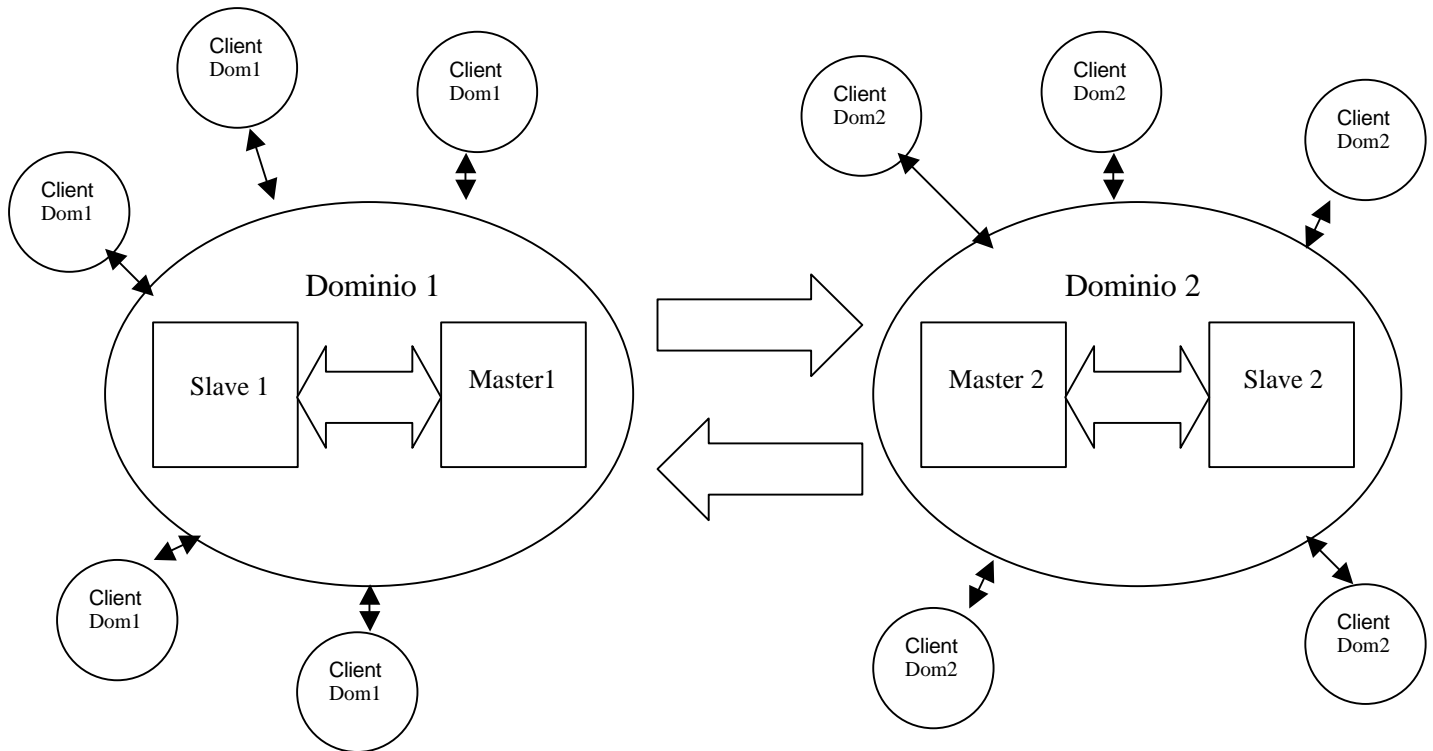 Client
Dom1
Client
Dom1
Client
Dom1
Dominio 1
Slave 1
Master1
Client
Dom1
Client
Dom1
Client
Dom2
Client
Dom2
Client
Dom2
Dominio 2
Master 2
Slave 2
Client
Dom2
Client
Dom2